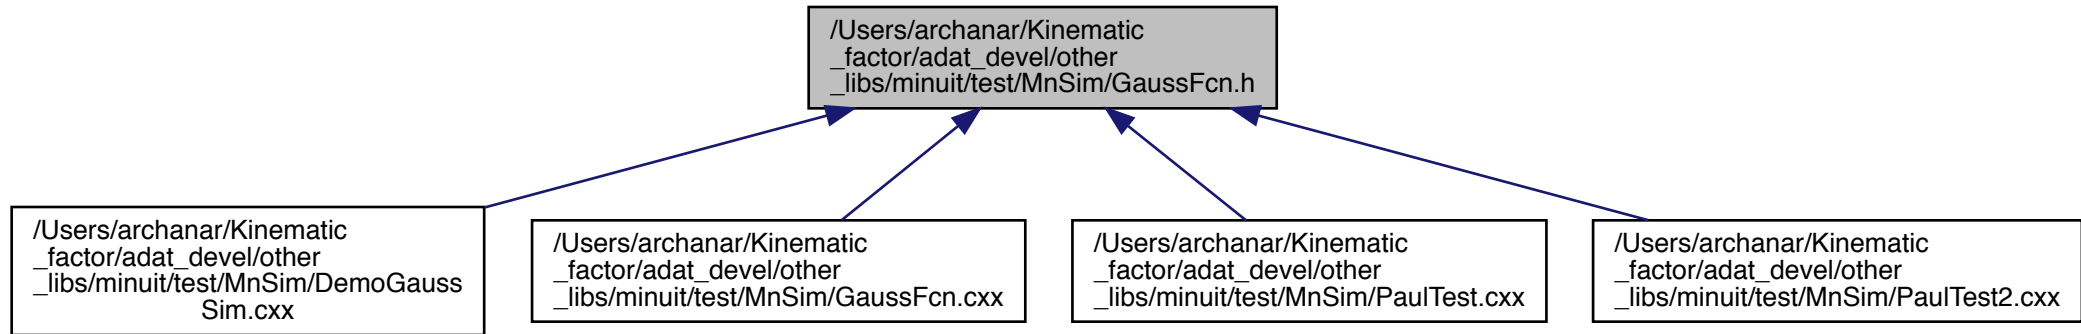 /Users/archanar/Kinematic
_factor/adat_devel/other
_libs/minuit/test/MnSim/GaussFcn.h
/Users/archanar/Kinematic
_factor/adat_devel/other
_libs/minuit/test/MnSim/DemoGauss
Sim.cxx
/Users/archanar/Kinematic
_factor/adat_devel/other
_libs/minuit/test/MnSim/GaussFcn.cxx
/Users/archanar/Kinematic
_factor/adat_devel/other
_libs/minuit/test/MnSim/PaulTest.cxx
/Users/archanar/Kinematic
_factor/adat_devel/other
_libs/minuit/test/MnSim/PaulTest2.cxx